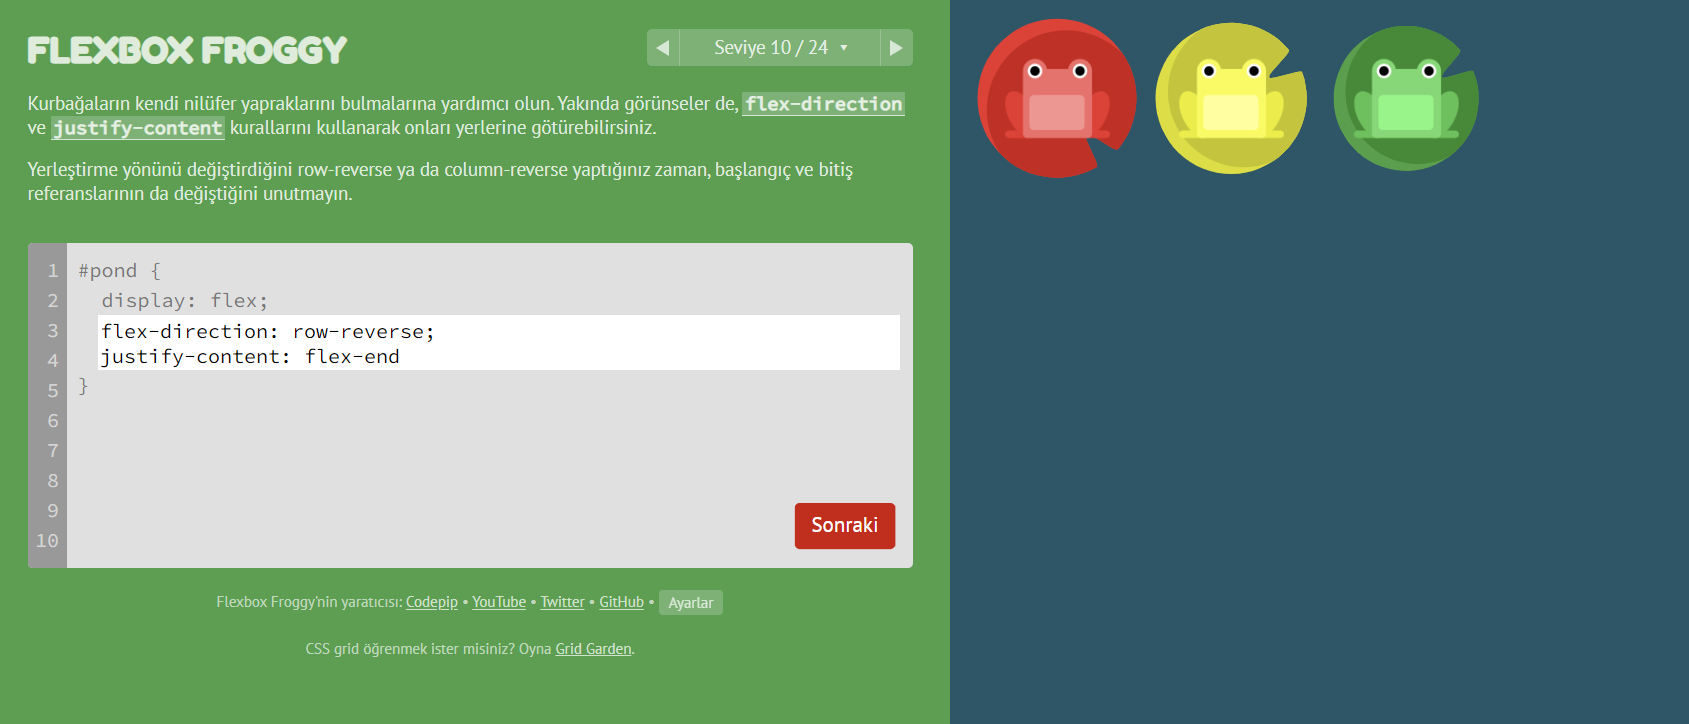 FLEXBOX FROGGY
Seviye 10 / 24
Kurbağaların kendi nilüfer yapraklarını bulmalarına yardımcı olun. Yakında görünseler de, flex-direction
ve justify-content kurallarını kullanarak onları yerlerine götürebilirsiniz.
Yerleştirme yönünü değiştirdiğini row-reverse ya da column-reverse yaptığınız zaman, başlangıç ve bitiş
referanslarının da değiştiğini unutmayın.
1 #pond {
2 display: flex;
3 flex-direction: row-reverse;
4 justify-content: flex-end
5 }
6
7
8
9
10
Sonraki
Flexbox Froggy'nin yaratıcısı: Codepip • YouTube • Twitter • GitHub • Ayarlar
CSS grid öğrenmek ister misiniz? Oyna Grid Garden.